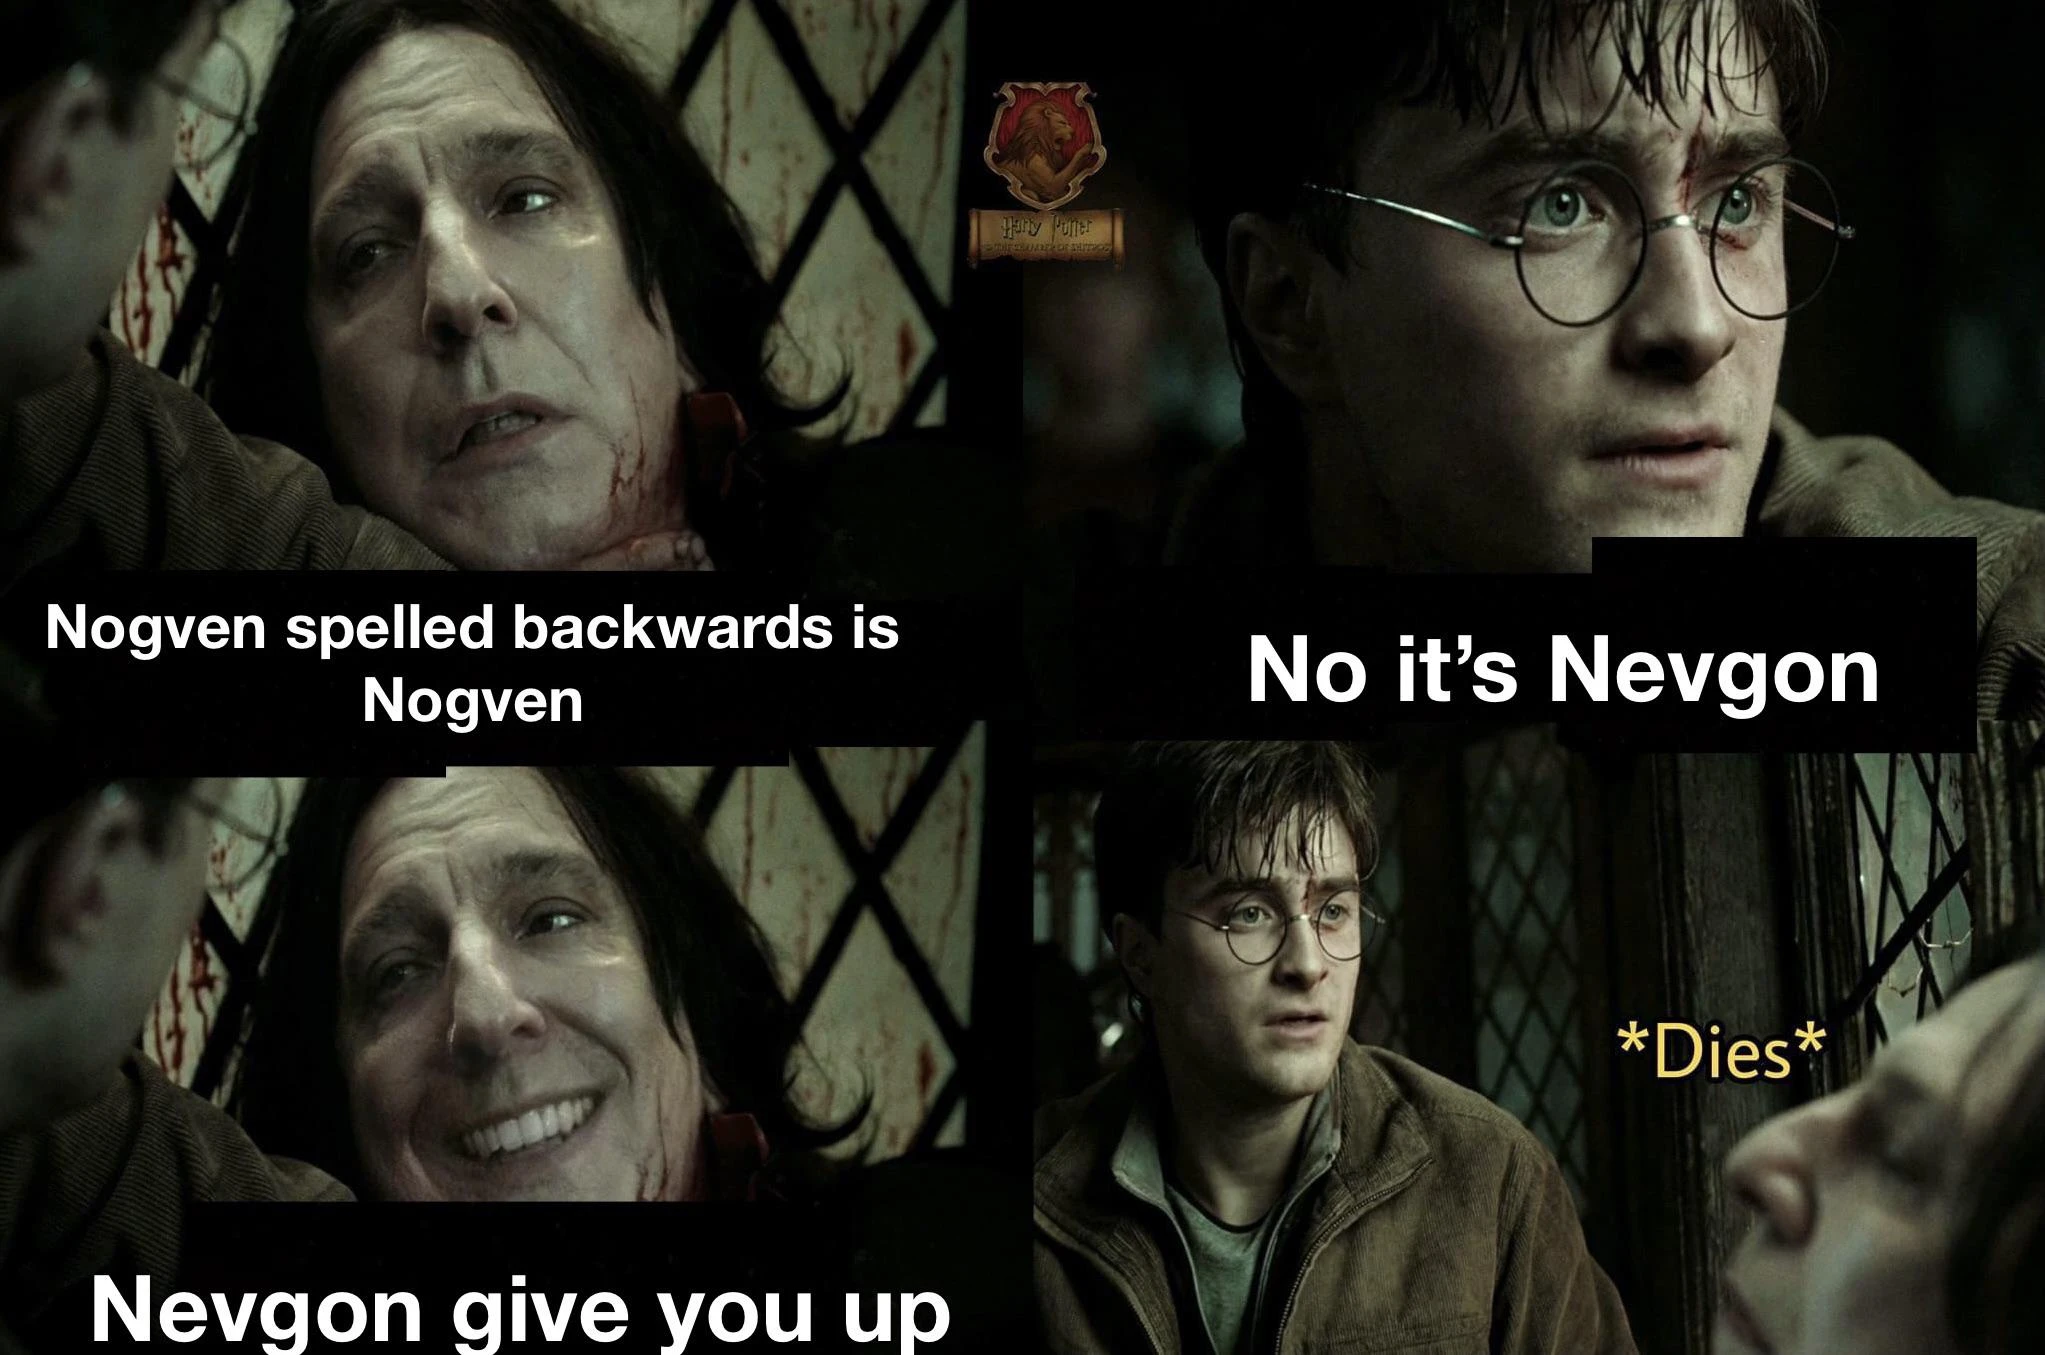 Harry Potter
Nogven spelled backwards is
Nogven
No it’s Nevgon
Nevgon give you up
*Dies*